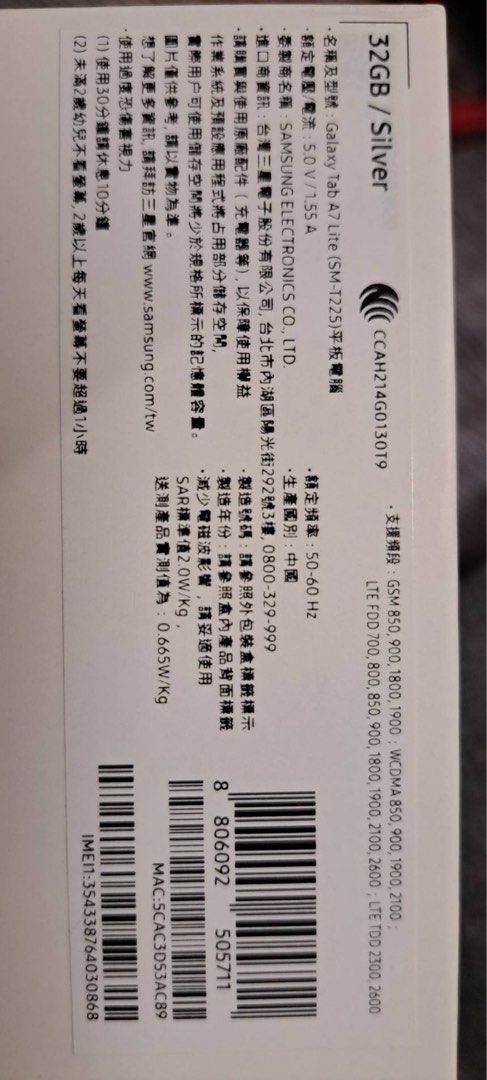 32GB / Silver
CCAH214G0130T9
·支援頻段：GSM 850, 900, 1800, 1900；WCDMA 850, 900, 1900, 2100；
LTE FDD 700, 800, 850, 900, 1800, 1900, 2100, 2600；LTE TDD 2300, 2600
·名稱及型號：Galaxy Tab A7 Lite (SM-T225)平板電腦
·額定電壓/電流：5.0 V / 1.55 A
·額定頻率：50-60 Hz
·委製商名稱：SAMSUNG ELECTRONICS CO., LTD.
·生產國別：中國
·進口商資訊：台灣三星電子股份有限公司, 台北市內湖區陽光街292號3樓, 0800-329-999
·請購買與使用原廠配件（充電器等), 以保障使用權益
·製造號碼：請參照外包裝盒標籤標示
作業系統及預設應用程式將占用部分儲存空間,
實際用戶可使用儲存空間將少於規格所標示的記憶體容量。
·製造年份：請參照盒內產品背面標籤
圖片僅供參考, 請以實物為準。
·減少電磁波影響，請妥適使用
想了解更多資訊, 請拜訪三星官網 www.samsung.com/tw
SAR標準值2.0W/Kg，
送測產品實測值為：0.665W/Kg
·使用過度恐傷害視力
(1) 使用30分鐘請休息10分鐘
(2) 未滿2歲幼兒不看螢幕, 2歲以上每天看螢幕不要超過1小時
8 806092 505711
MAC:5CAC3D53AC89
IMEI1:354338764030868